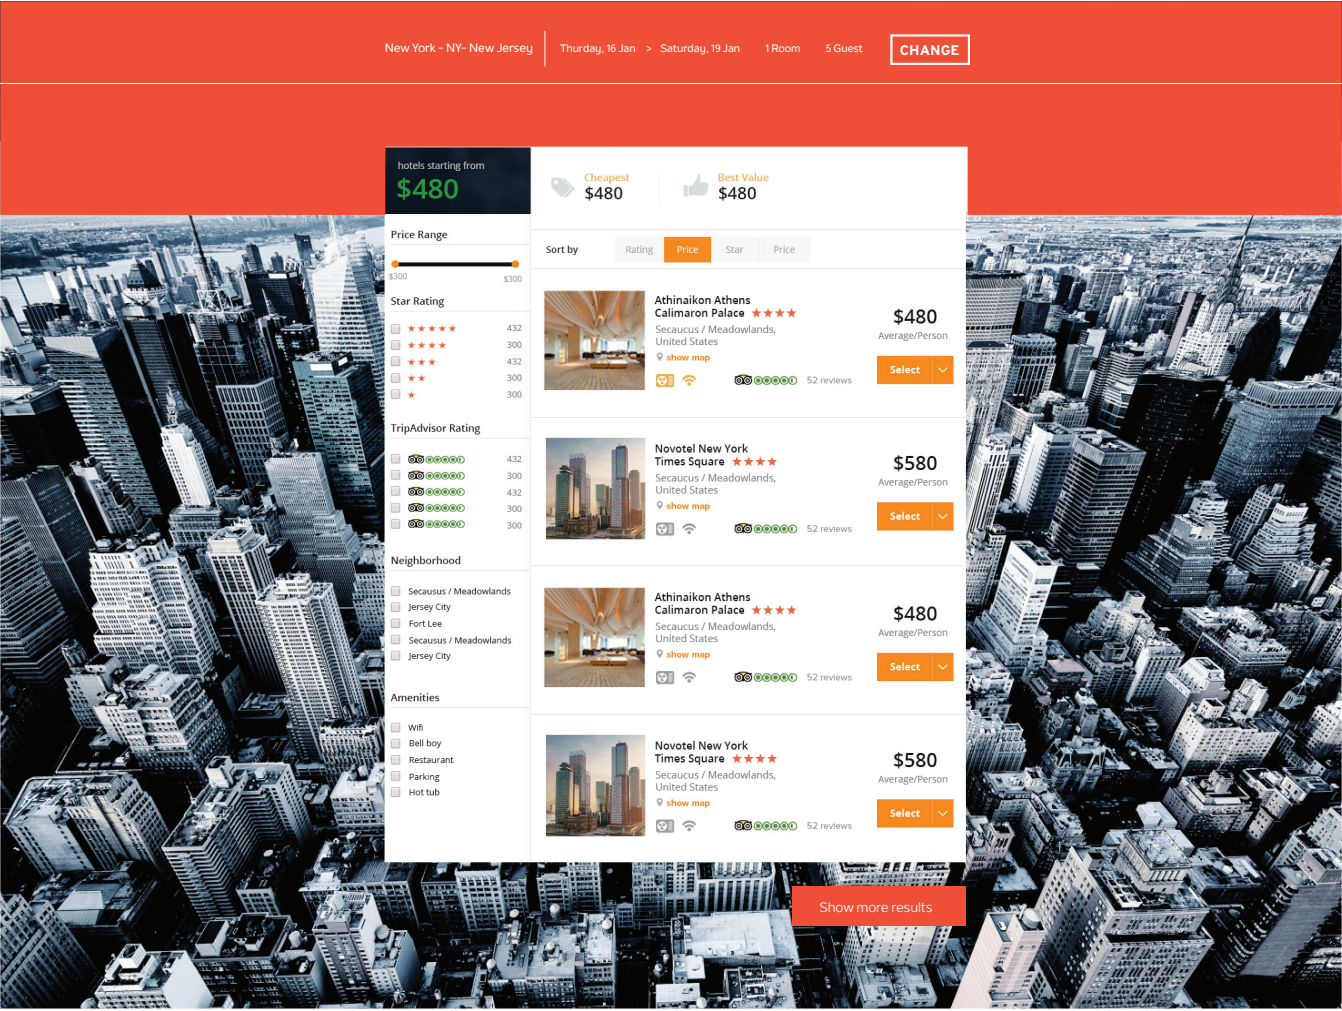 New York - NY- New Jersey
Thurday, 16 Jan > Saturday, 19 Jan
1 Room
5 Guest
CHANGE
hotels starting from
$480
Cheapest
$480
Best Value
$480
Price Range
$300
$300
Star Rating
432
300
432
300
300
TripAdvisor Rating
432
300
432
300
300
Neighborhood
Secausus / Meadowlands
Jersey City
Fort Lee
Secausus / Meadowlands
Jersey City
Amenities
Wifi
Bell boy
Restaurant
Parking
Hot tub
Sort by
Rating
Price
Star
Price
Athinaikon Athens
Calimaron Palace
Secaucus / Meadowlands,
United States
show map
52 reviews
$480
Average/Person
Select
Novotel New York
Times Square
Secaucus / Meadowlands,
United States
show map
52 reviews
$580
Average/Person
Select
Athinaikon Athens
Calimaron Palace
Secaucus / Meadowlands,
United States
show map
52 reviews
$480
Average/Person
Select
Novotel New York
Times Square
Secaucus / Meadowlands,
United States
show map
52 reviews
$580
Average/Person
Select
Show more results